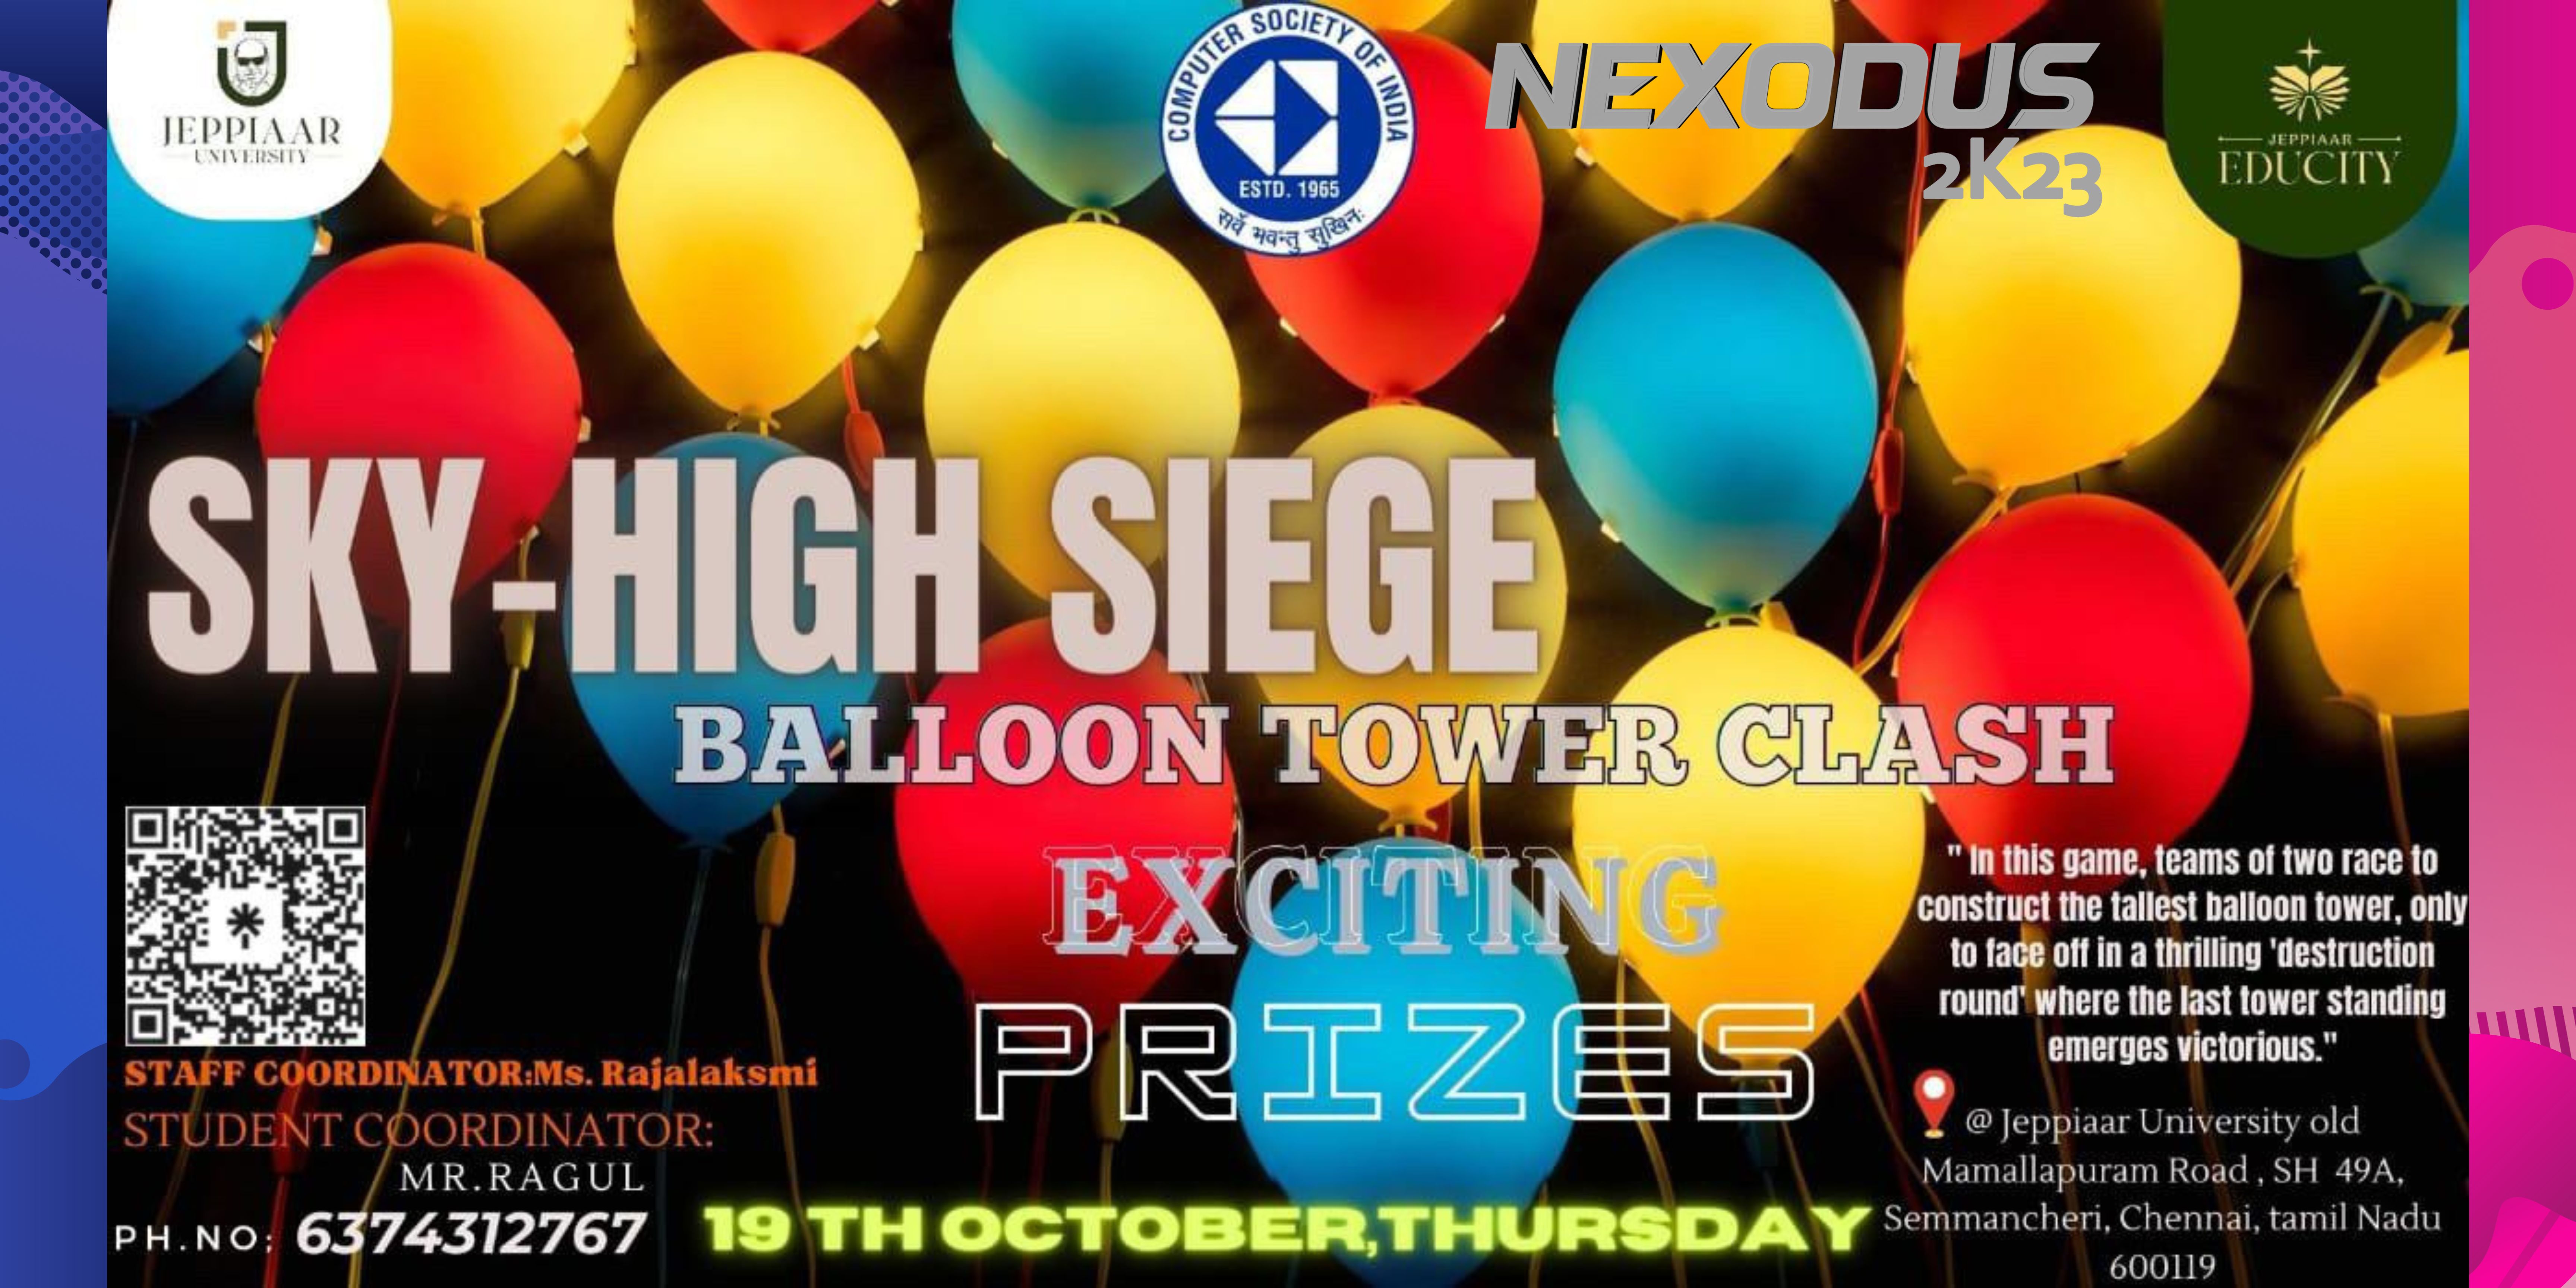 JEPPIAAR
UNIVERSITY
COMPUTER SOCIETY OF INDIA
ESTD. 1965
सर्वे भवन्तु सुखिनः
NEXODUS
2K23
JEPPIAAR
EDUCITY
SKY-HIGH SIEGE
BALLOON TOWER CLASH
EXCITING
PRIZES
" In this game, teams of two race to
construct the tallest balloon tower, only
to face off in a thrilling 'destruction
round' where the last tower standing
emerges victorious."
STAFF COORDINATOR:Ms. Rajalaksmi
STUDENT COORDINATOR:
MR.RAGUL
PH.NO: 6374312767
19 TH OCTOBER,THURSDAY
@ Jeppiaar University old
Mamallapuram Road , SH 49A,
Semmancheri, Chennai, tamil Nadu
600119